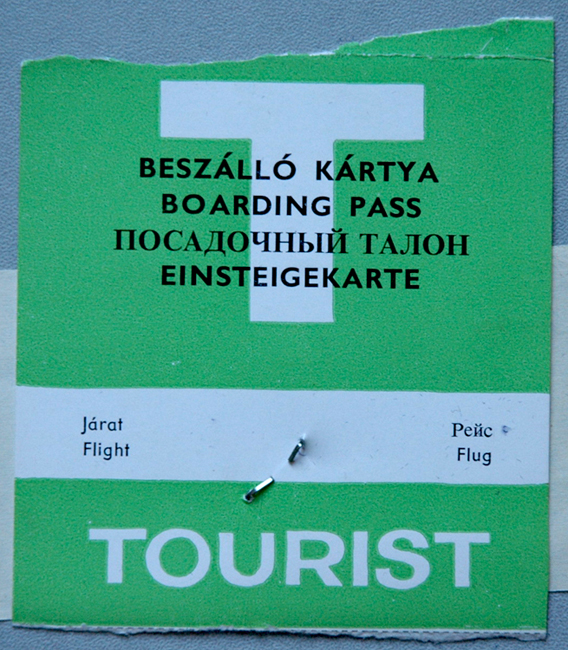 T
BESZÁLLÓ KÁRTYA
BOARDING PASS
ПОСАДОЧНЫЙ ТАЛОН
EINSTEIGEKARTE
Járat Рейс
Flight Flug
TOURIST